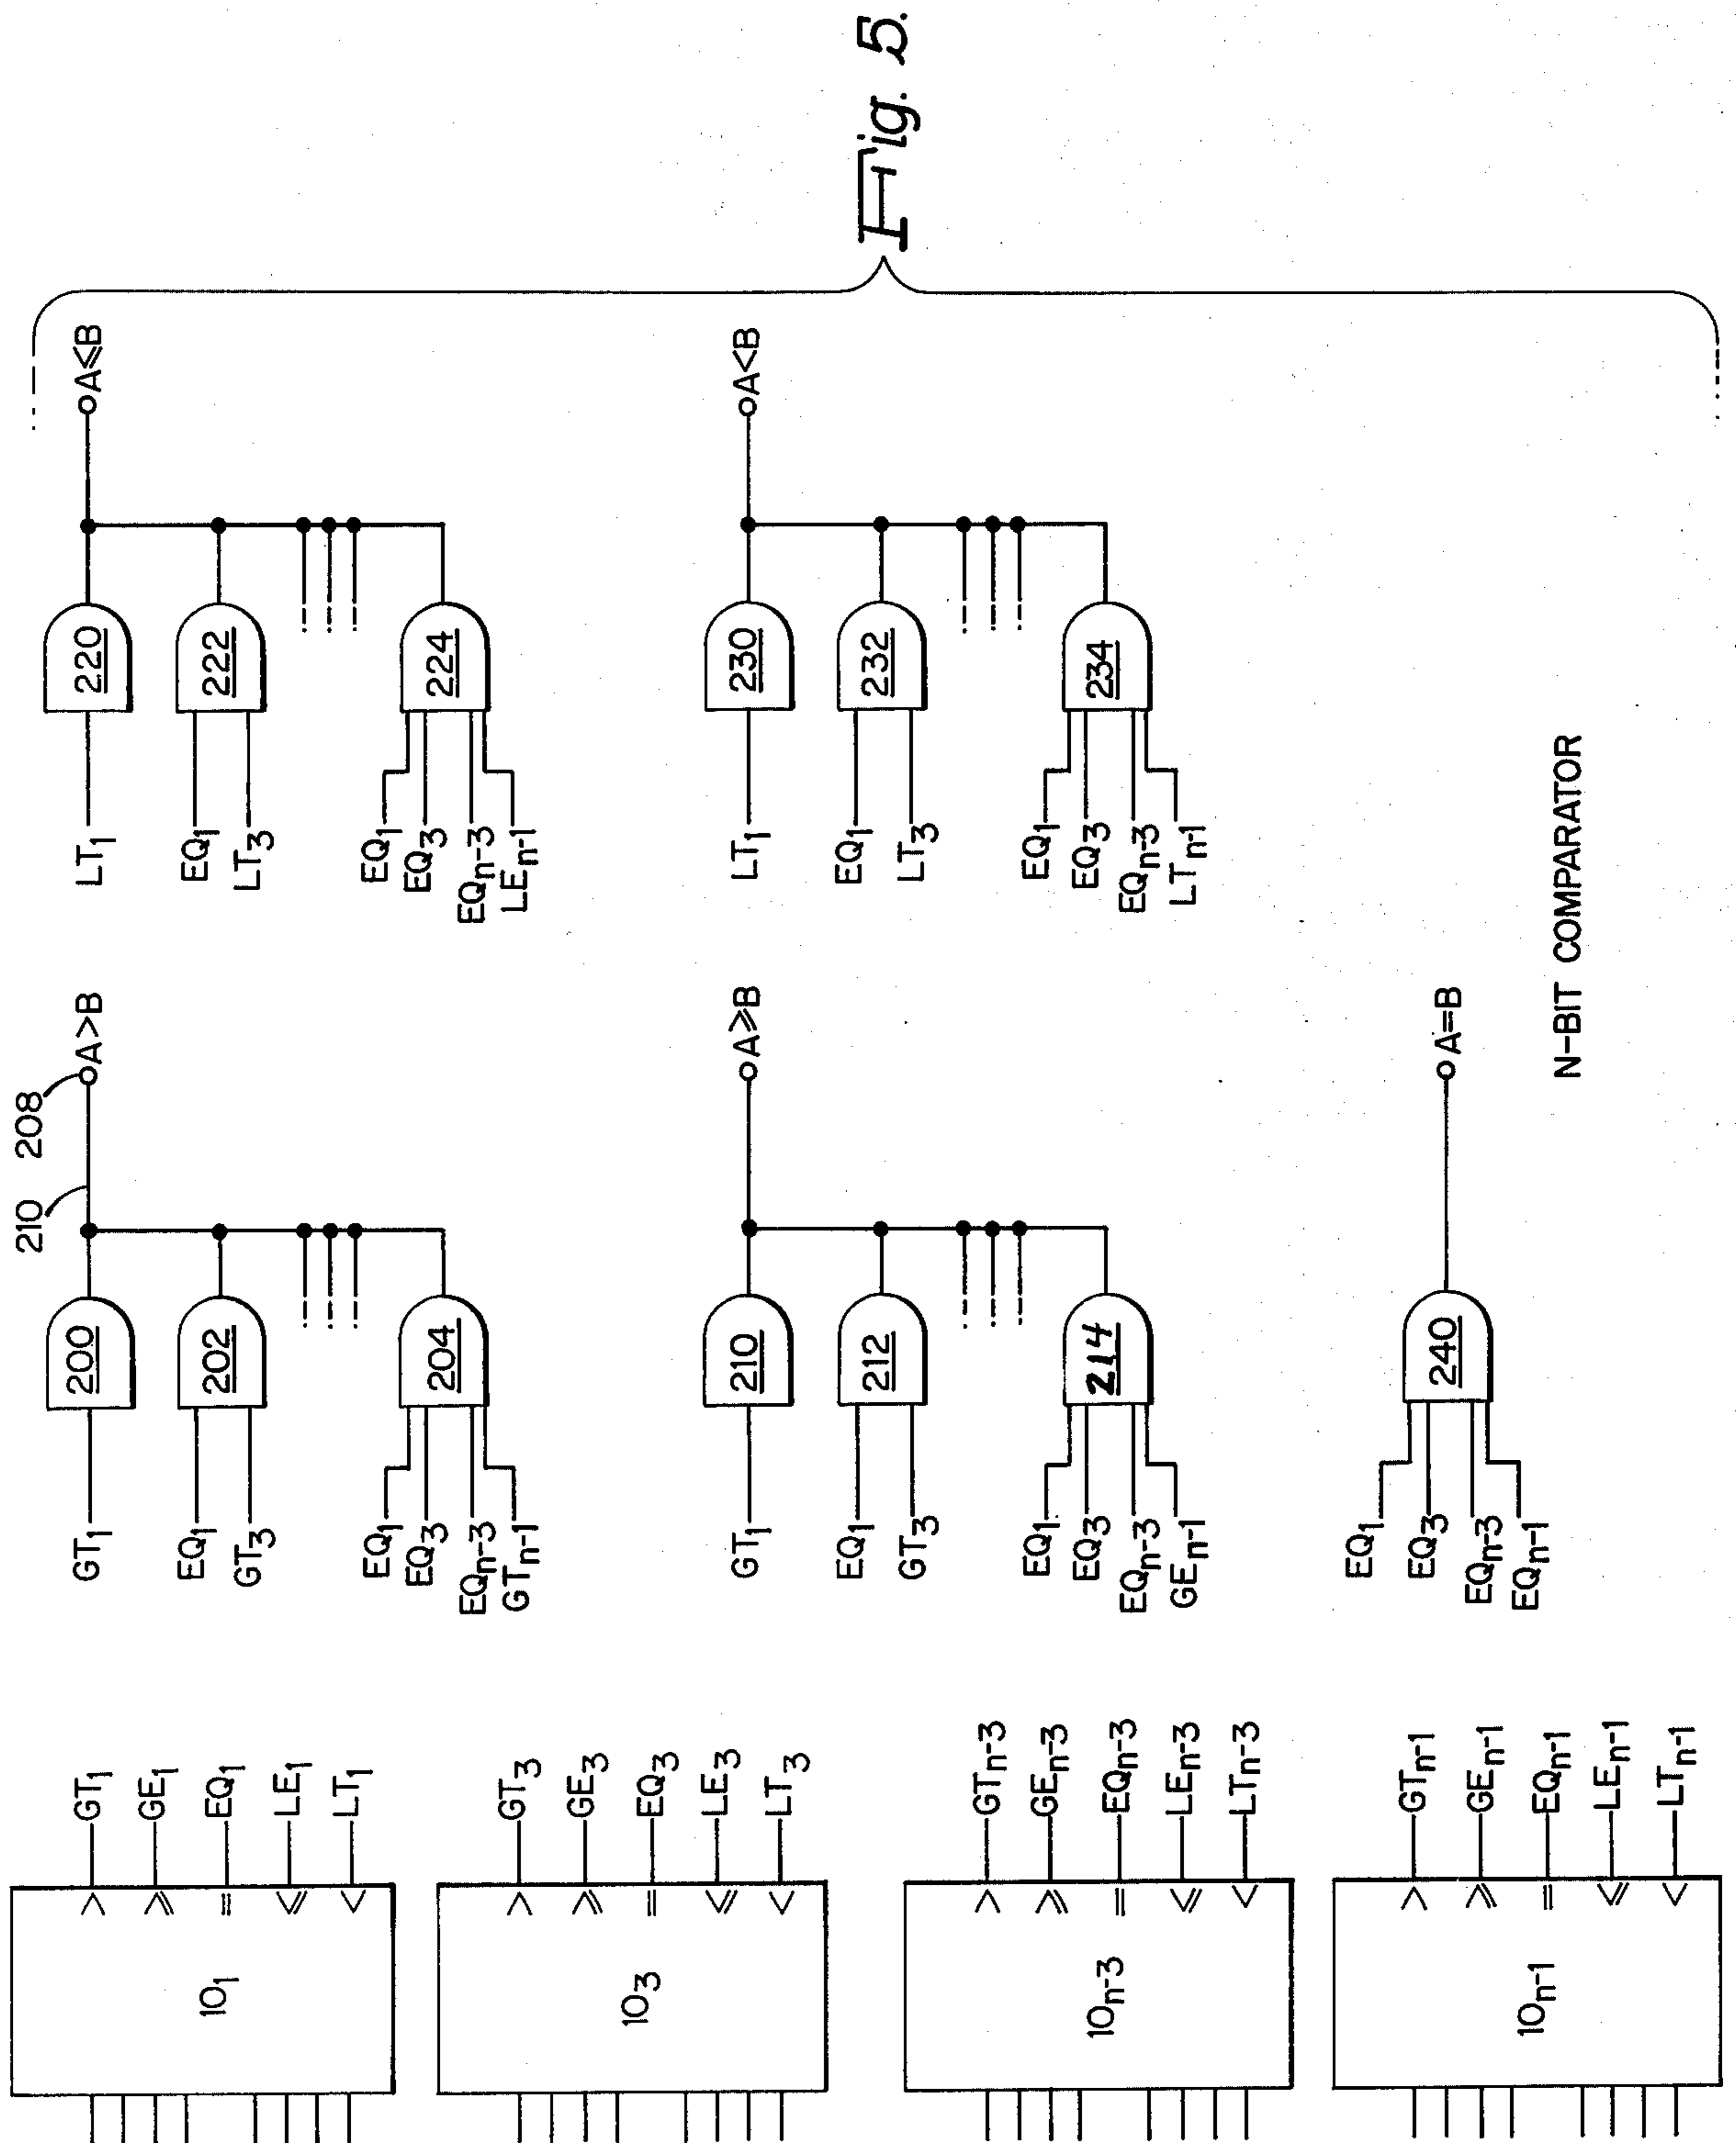 10₁
>
GT₁
⩾
GE₁
=
EQ₁
⩽
LE₁
<
LT₁
10₃
>
GT₃
⩾
GE₃
=
EQ₃
⩽
LE₃
<
LT₃
10ₙ₋₃
>
GTₙ₋₃
⩾
GEₙ₋₃
=
EQₙ₋₃
⩽
LEₙ₋₃
<
LTₙ₋₃
10ₙ₋₁
>
GTₙ₋₁
⩾
GEₙ₋₁
=
EQₙ₋₁
⩽
LEₙ₋₁
<
LTₙ₋₁
GT₁
200
210
208
A>B
EQ₁
GT₃
202
EQ₁
EQ₃
EQₙ₋₃
GTₙ₋₁
204
GT₁
210
A⩾B
EQ₁
GT₃
212
EQ₁
EQ₃
EQₙ₋₃
GEₙ₋₁
214
EQ₁
EQ₃
EQₙ₋₃
EQₙ₋₁
240
A=B
LT₁
220
A⩽B
EQ₁
LT₃
222
EQ₁
EQ₃
EQₙ₋₃
LEₙ₋₁
224
LT₁
230
A<B
EQ₁
LT₃
232
EQ₁
EQ₃
EQₙ₋₃
LTₙ₋₁
234
N-BIT COMPARATOR
Fig. 5.